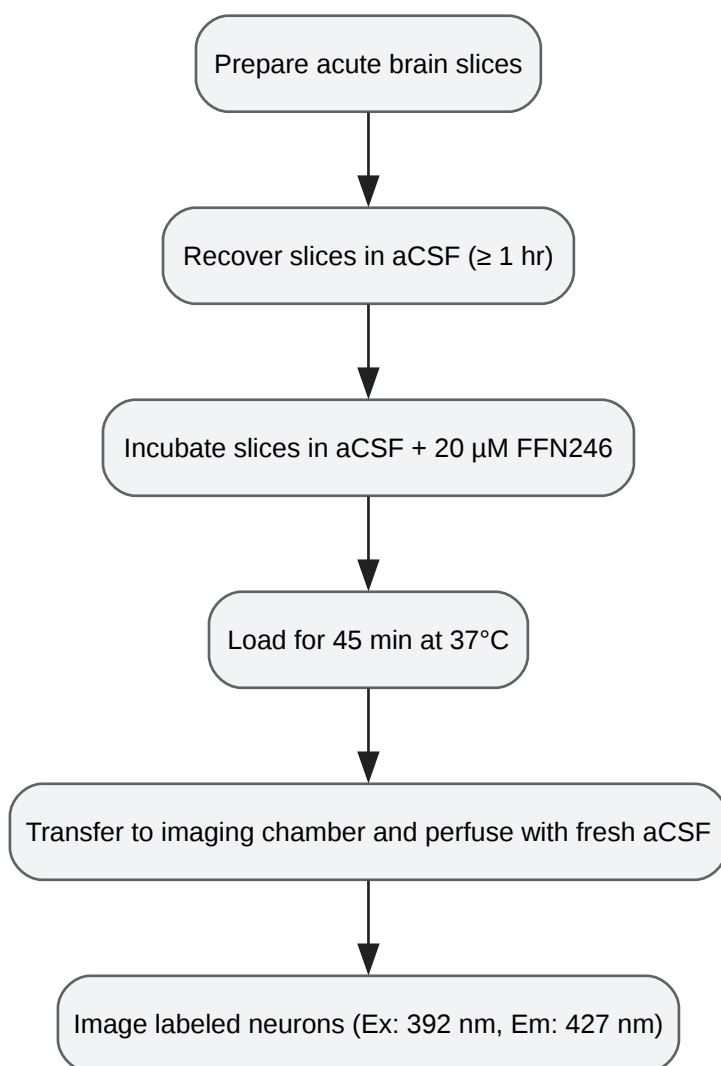 Prepare acute brain slices
Recover slices in aCSF (≥ 1 hr)
Incubate slices in aCSF + 20 µM FFN246
Load for 45 min at 37°C
Transfer to imaging chamber and perfuse with fresh aCSF
Image labeled neurons (Ex: 392 nm, Em: 427 nm)